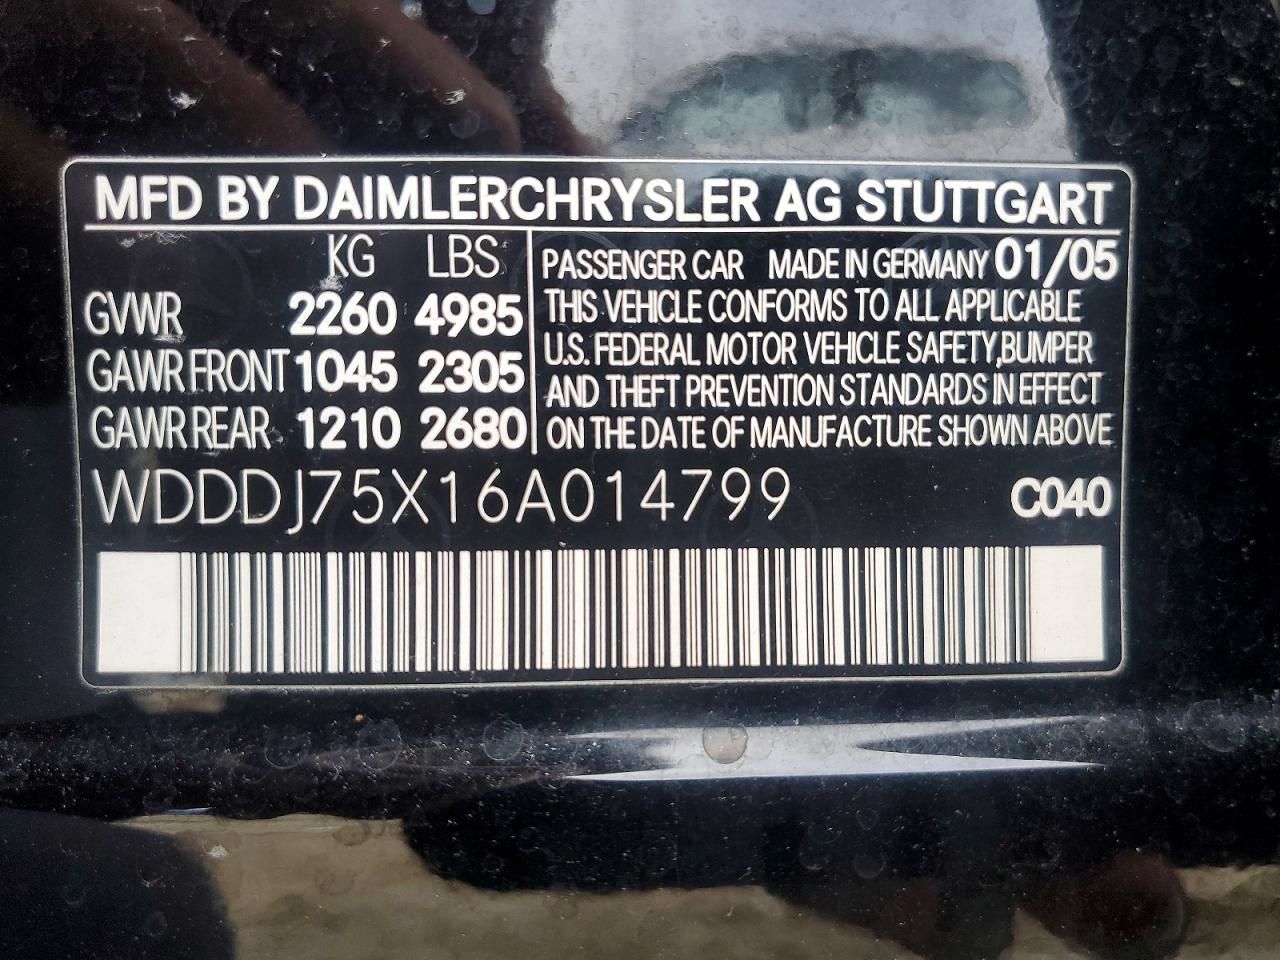 MFD BY DAIMLERCHRYSLER AG STUTTGART
KG LBS
GVWR 2260 4985
GAWR FRONT 1045 2305
GAWR REAR 1210 2680
PASSENGER CAR MADE IN GERMANY 01/05
THIS VEHICLE CONFORMS TO ALL APPLICABLE
U.S. FEDERAL MOTOR VEHICLE SAFETY, BUMPER
AND THEFT PREVENTION STANDARDS IN EFFECT
ON THE DATE OF MANUFACTURE SHOWN ABOVE
WDDDJ75X16A014799 C040